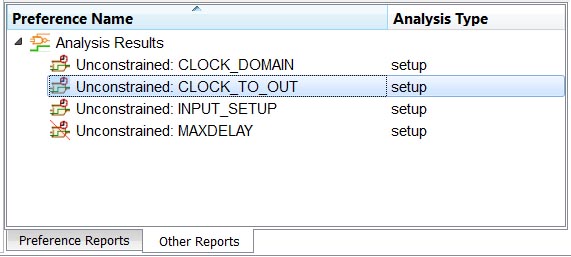 Preference Name Analysis Type
Analysis Results
Unconstrained: CLOCK_DOMAIN setup
Unconstrained: CLOCK_TO_OUT setup
Unconstrained: INPUT_SETUP setup
Unconstrained: MAXDELAY setup
Preference Reports Other Reports